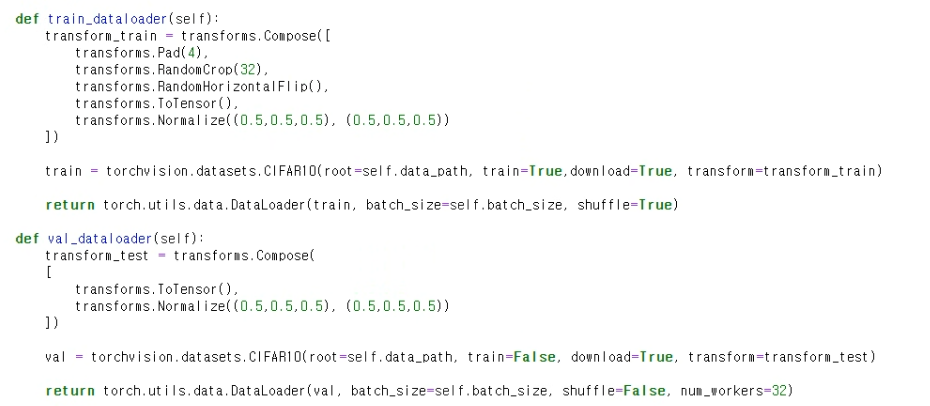 def train_dataloader(self):
    transform_train = transforms.Compose([
        transforms.Pad(4),
        transforms.RandomCrop(32),
        transforms.RandomHorizontalFlip(),
        transforms.ToTensor(),
        transforms.Normalize((0.5,0.5,0.5), (0.5,0.5,0.5))
    ])
    train = torchvision.datasets.CIFAR10(root=self.data_path, train=True,download=True, transform=transform_train)
    return torch.utils.data.DataLoader(train, batch_size=self.batch_size, shuffle=True)
def val_dataloader(self):
    transform_test = transforms.Compose(
    [
        transforms.ToTensor(),
        transforms.Normalize((0.5,0.5,0.5), (0.5,0.5,0.5))
    ])
    val = torchvision.datasets.CIFAR10(root=self.data_path, train=False, download=True, transform=transform_test)
    return torch.utils.data.DataLoader(val, batch_size=self.batch_size, shuffle=False, num_workers=32)